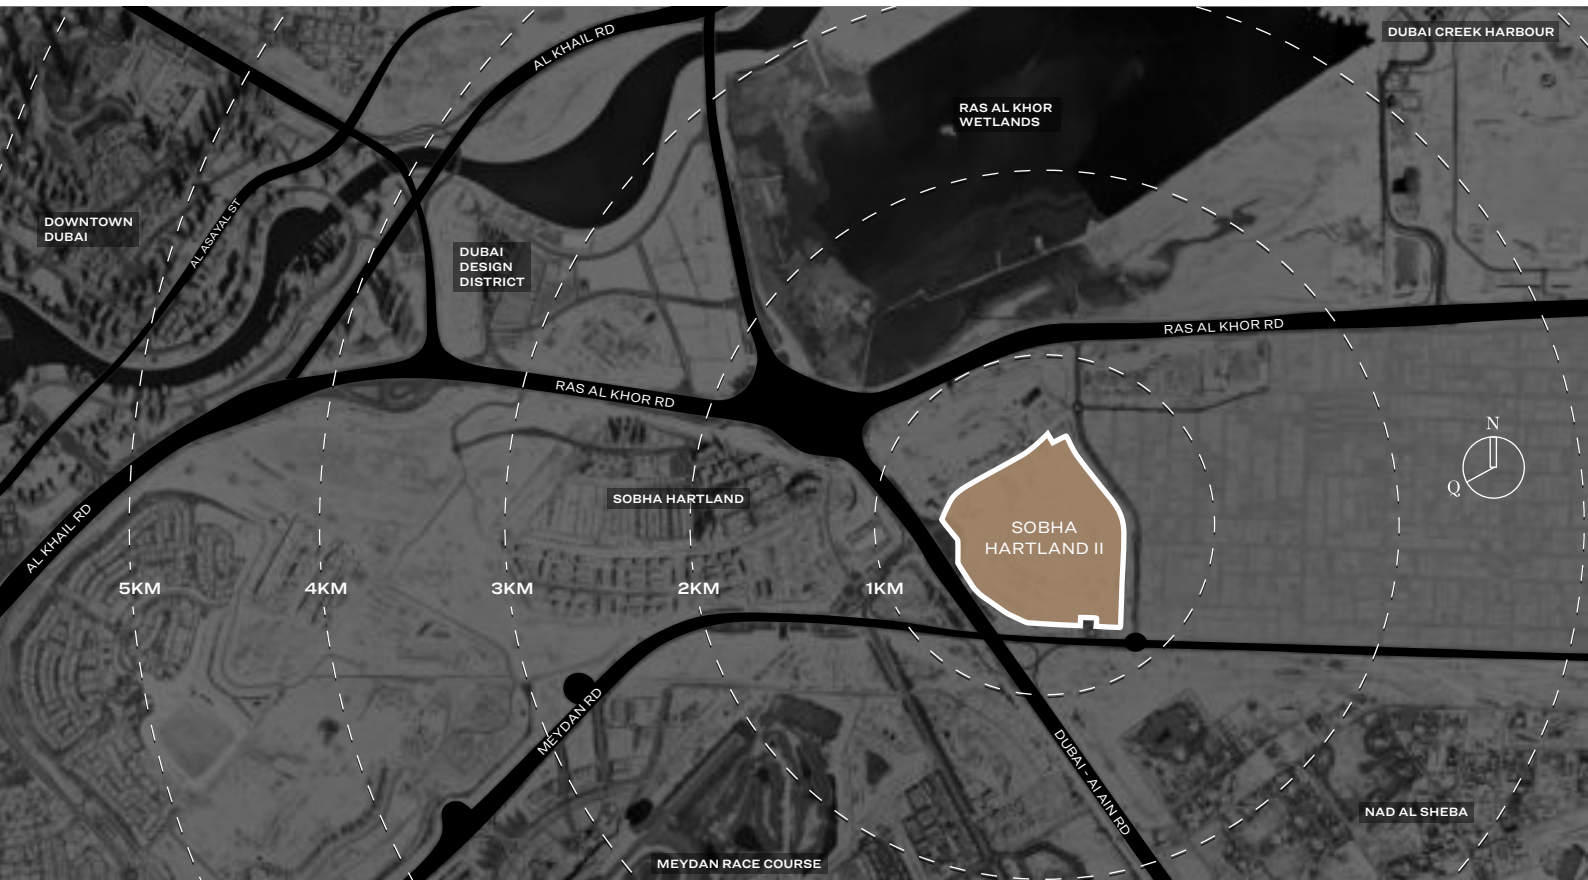 DUBAI CREEK HARBOUR
AL KHAIL RD
RAS AL KHOR
WETLANDS
DOWNTOWN
DUBAI
AL ASAYAL ST
DUBAI
DESIGN
DISTRICT
RAS AL KHOR RD
RAS AL KHOR RD
N
Q
SOBHA HARTLAND
SOBHA
HARTLAND II
AL KHAIL RD
5KM
4KM
3KM
2KM
1KM
MEYDAN RD
DUBAI - Al AIN RD
NAD AL SHEBA
MEYDAN RACE COURSE